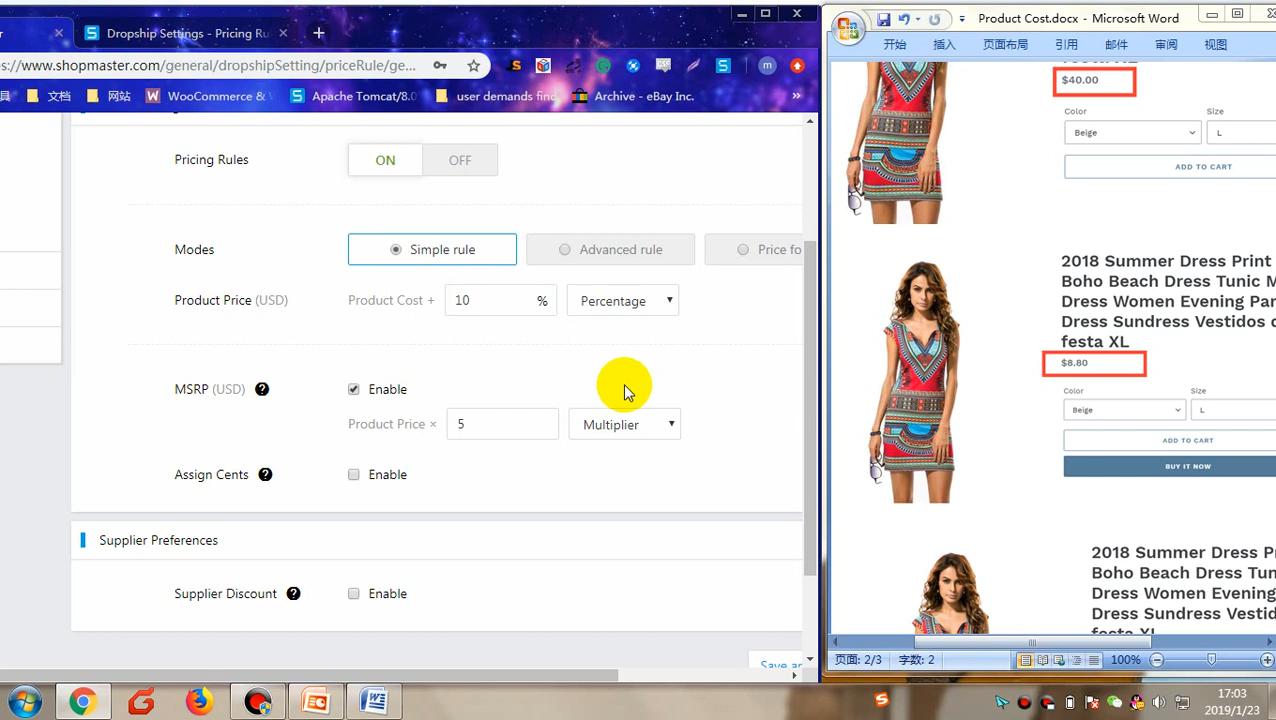 Dropship Settings - Pricing Ru
https://www.shopmaster.com/general/dropshipSetting/priceRule/ge...
文档
网站
WooCommerce &
Apache Tomcat/8.0
user demands find
Archive - eBay Inc.
»
Pricing Rules
ON
OFF
Modes
Simple rule
Advanced rule
Price fo
Product Price (USD)
Product Cost +
10
%
Percentage
MSRP (USD)
Enable
Product Price ×
5
Multiplier
Assign Cents
Enable
Supplier Preferences
Supplier Discount
Enable
Product Cost.docx - Microsoft Word
开始
插入
页面布局
引用
邮件
审阅
视图
$40.00
Color
Size
Beige
L
ADD TO CART
2018 Summer Dress Print
Boho Beach Dress Tunic M
Dress Women Evening Par
Dress Sundress Vestidos d
festa XL
$8.80
Color
Size
Beige
L
ADD TO CART
BUY IT NOW
2018 Summer Dress Pri
Boho Beach Dress Tun
Dress Women Evening
Dress Sundress Vestid
festa XL
页面: 2/3
字数: 2
100%
17:03
2019/1/23